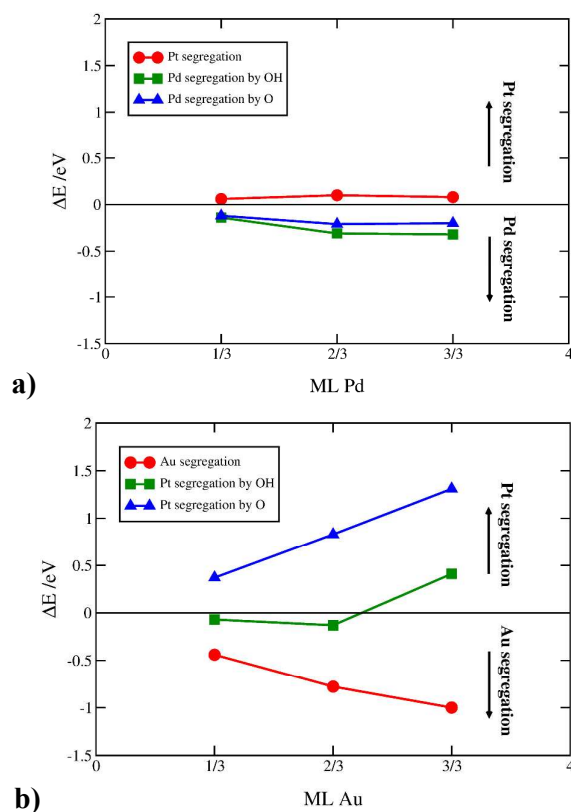 2
1.5
1
0.5
0
-0.5
-1
-1.5
ΔE /eV
Pt segregation
Pd segregation by OH
Pd segregation by O
Pt segregation
Pd segregation
0
1/3
2/3
3/3
4
ML Pd
a)
2
1.5
1
0.5
0
-0.5
-1
-1.5
ΔE /eV
Au segregation
Pt segregation by OH
Pt segregation by O
Pt segregation
Au segregation
0
1/3
2/3
3/3
4
ML Au
b)